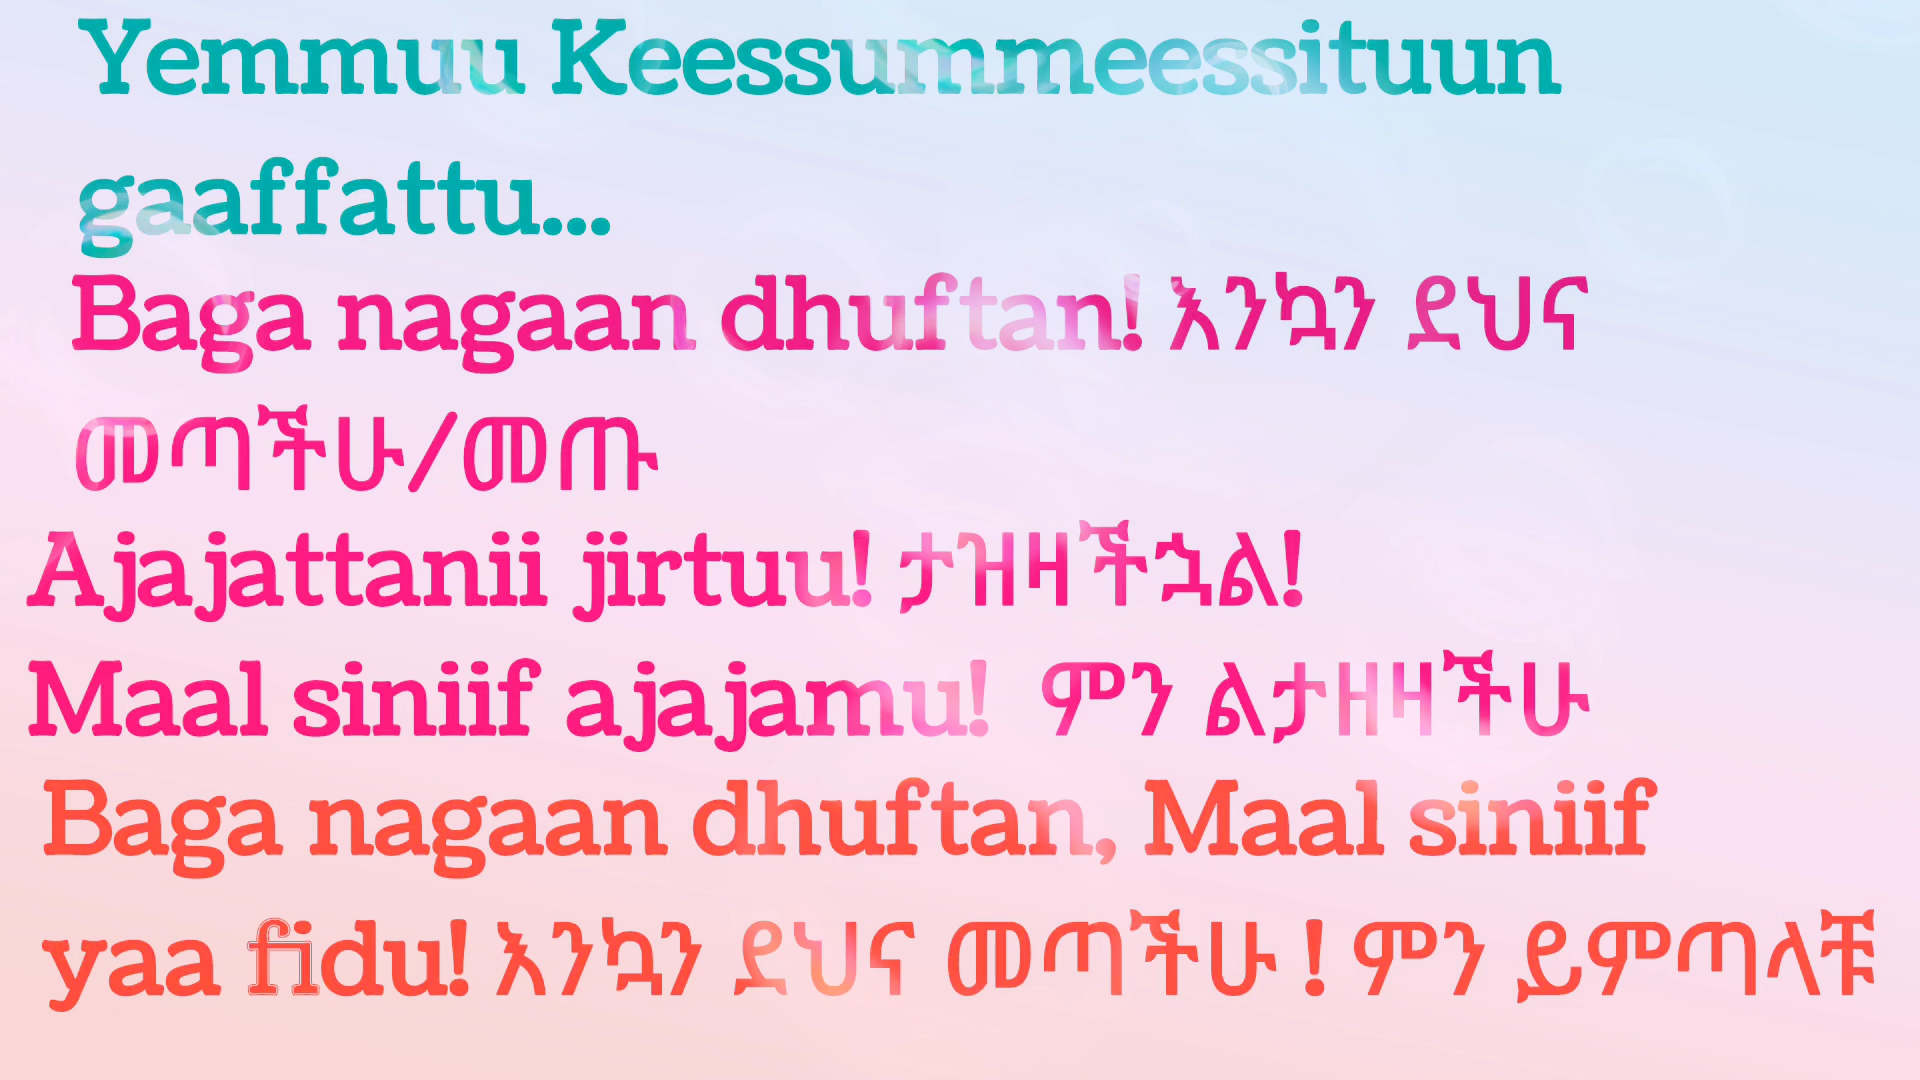 Yemmuu Keessummeessituun
gaaffattu...
Baga nagaan dhuftan! እንኳን ደህና
መጣችሁ/መጡ
Ajajattanii jirtuu! ታዝዛችኋል!
Maal siniif ajajamu! ምን ልታዘዛችሁ
Baga nagaan dhuftan, Maal siniif
yaa fidu! እንኳን ደህና መጣችሁ ! ምን ይምጣላቹ